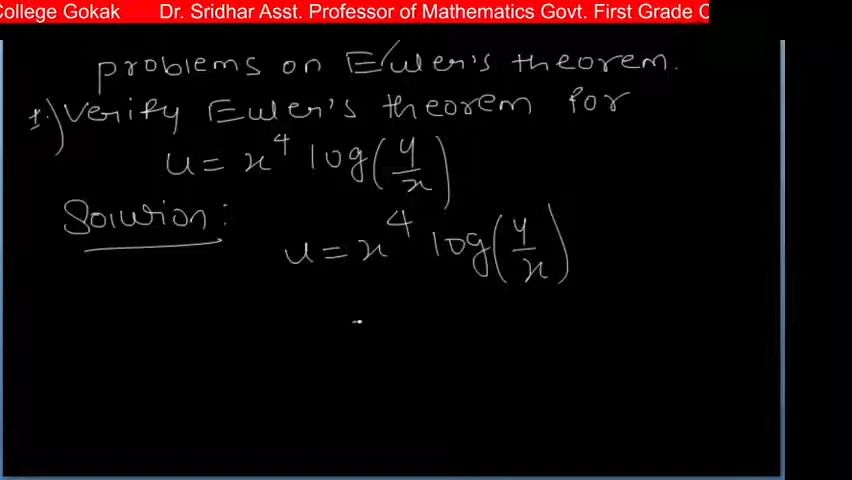 College Gokak Dr. Sridhar Asst. Professor of Mathematics Govt. First Grade C
problems on Euler's theorem.
1.) Verify Euler's theorem for
u = x⁴ log(y/x)
Solution:
u = x⁴ log(y/x)